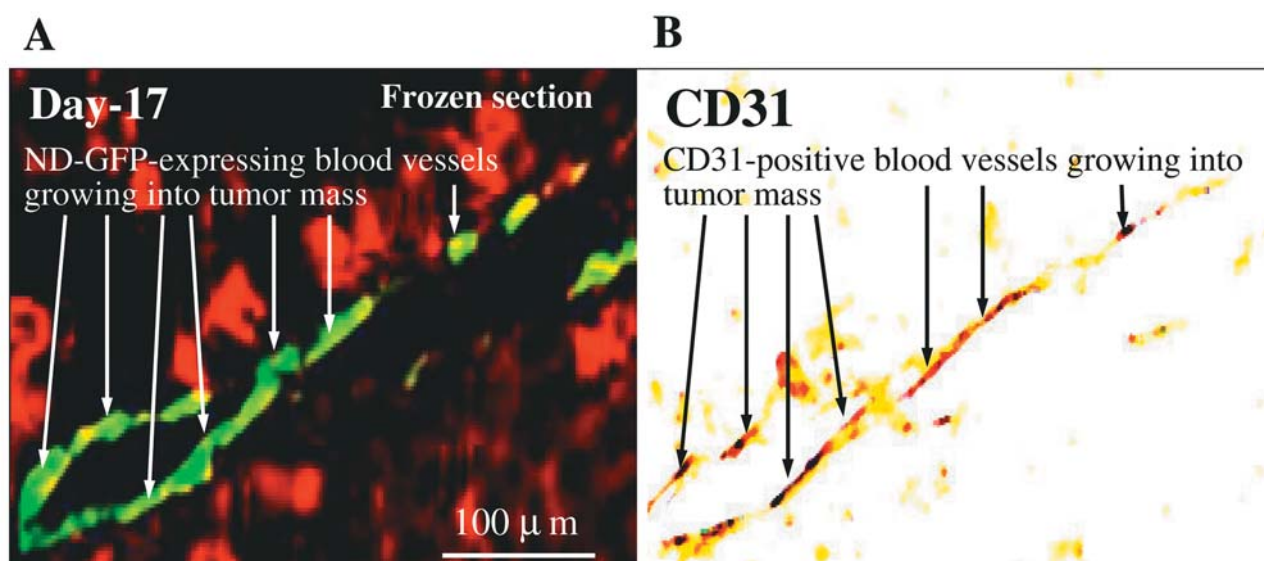 A
Day-17
Frozen section
ND-GFP-expressing blood vessels
growing into tumor mass
100 μ m
B
CD31
CD31-positive blood vessels growing into
tumor mass